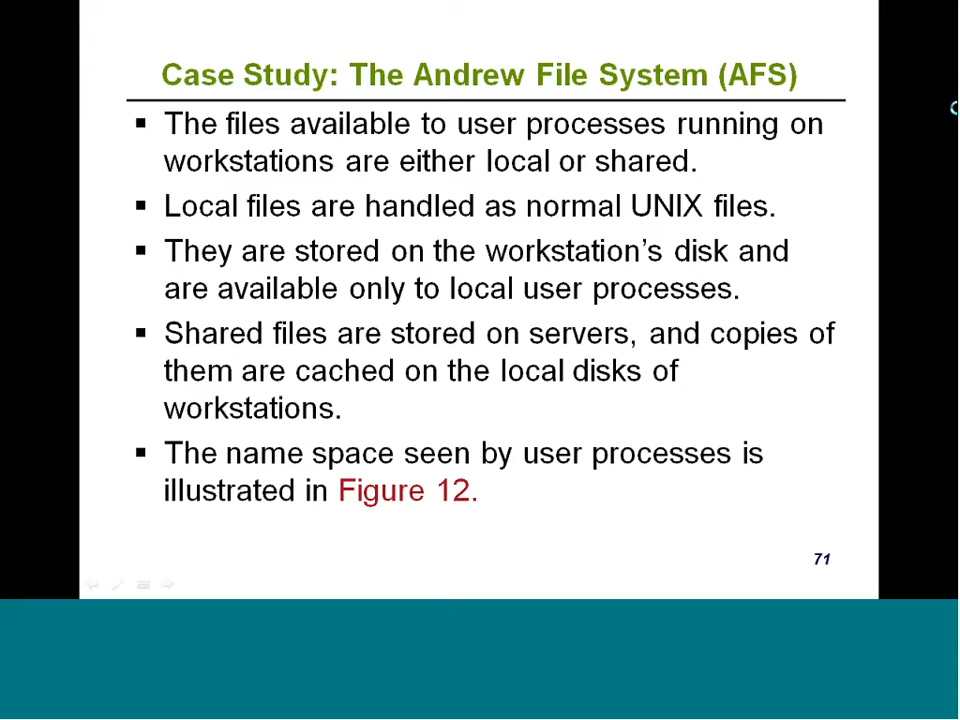 Case Study: The Andrew File System (AFS)
▪ The files available to user processes running on
workstations are either local or shared.
▪ Local files are handled as normal UNIX files.
▪ They are stored on the workstation’s disk and
are available only to local user processes.
▪ Shared files are stored on servers, and copies of
them are cached on the local disks of
workstations.
▪ The name space seen by user processes is
illustrated in Figure 12.
71